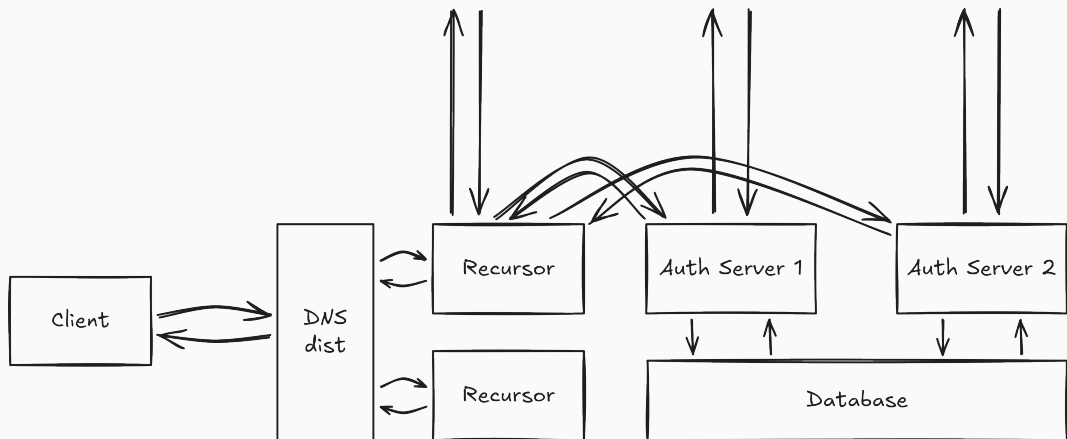 Recursor
Auth Server 1
Auth Server 2
Client
DNS
dist
Recursor
Database